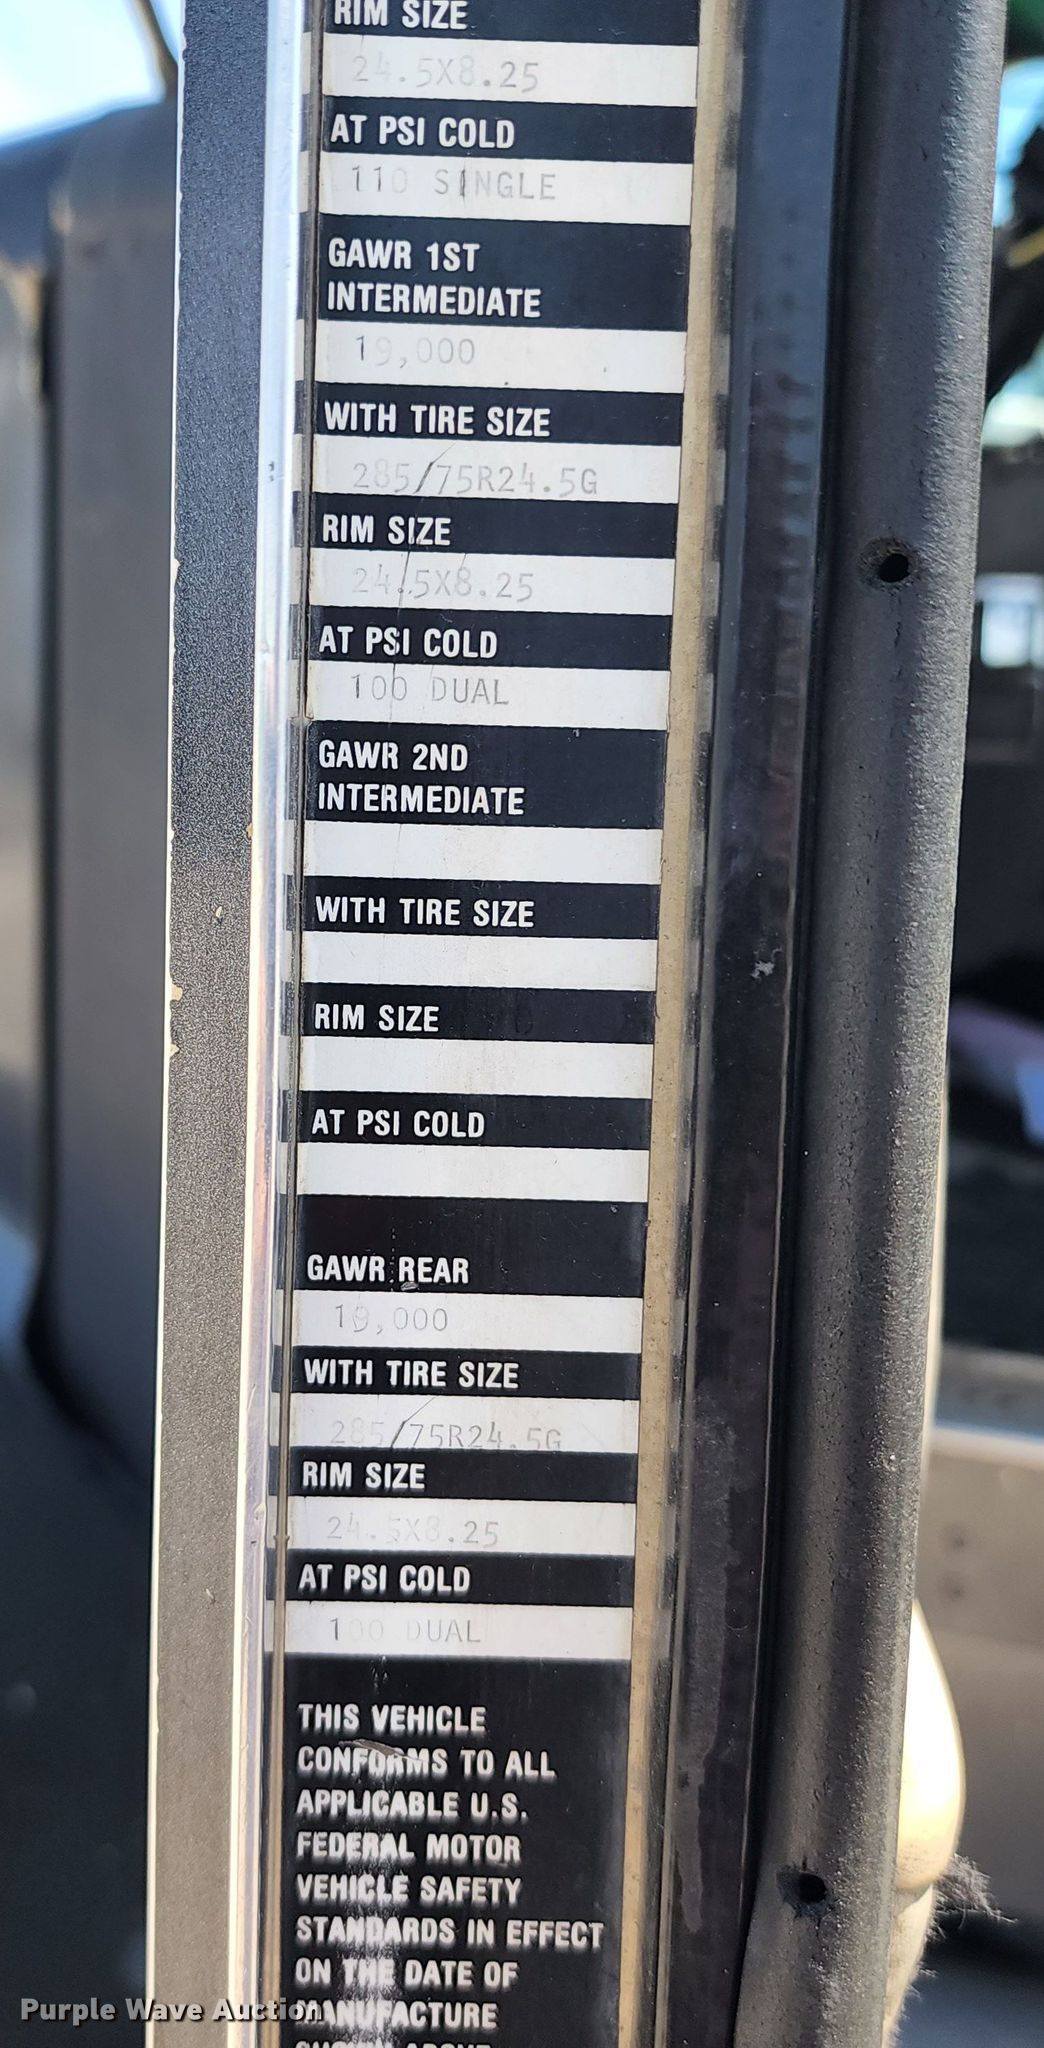 RIM SIZE
24.5X8.25
AT PSI COLD
110 SINGLE
GAWR 1ST
INTERMEDIATE
19,000
WITH TIRE SIZE
285/75R24.5G
RIM SIZE
24.5X8.25
AT PSI COLD
100 DUAL
GAWR 2ND
INTERMEDIATE
WITH TIRE SIZE
RIM SIZE
AT PSI COLD
GAWR REAR
19,000
WITH TIRE SIZE
285/75R24.5G
RIM SIZE
24.5X8.25
AT PSI COLD
100 DUAL
THIS VEHICLE
CONFORMS TO ALL
APPLICABLE U.S.
FEDERAL MOTOR
VEHICLE SAFETY
STANDARDS IN EFFECT
ON THE DATE OF
MANUFACTURE
SHOWN ABOVE
Purple Wave Auction